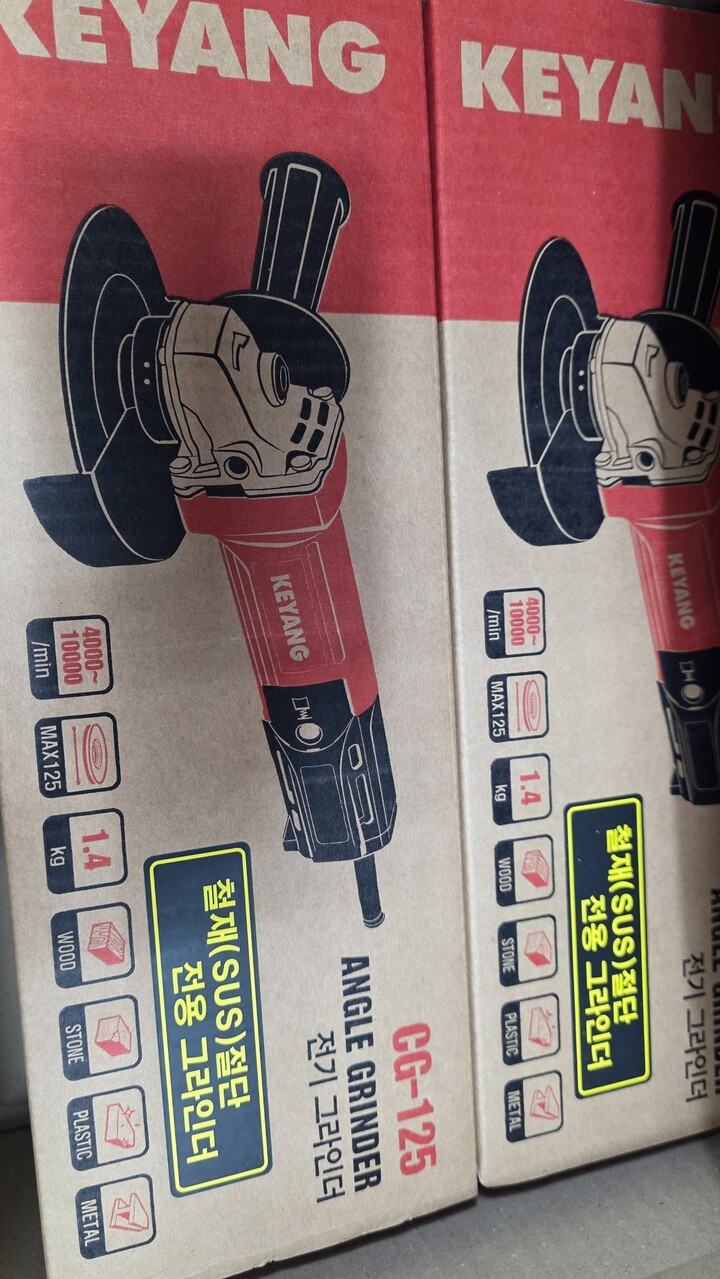 KEYANG
KEYANG
4000~
10000
/min
MAX125
1.4
kg
WOOD
STONE
PLASTIC
METAL
철재(SUS)절단
전용 그라인더
CG-125
ANGLE GRINDER
전기 그라인더
KEYAN
KEYANG
4000~
10000
/min
MAX125
1.4
kg
WOOD
STONE
PLASTIC
METAL
철재(SUS)절단
전용 그라인더
전기 그라인더